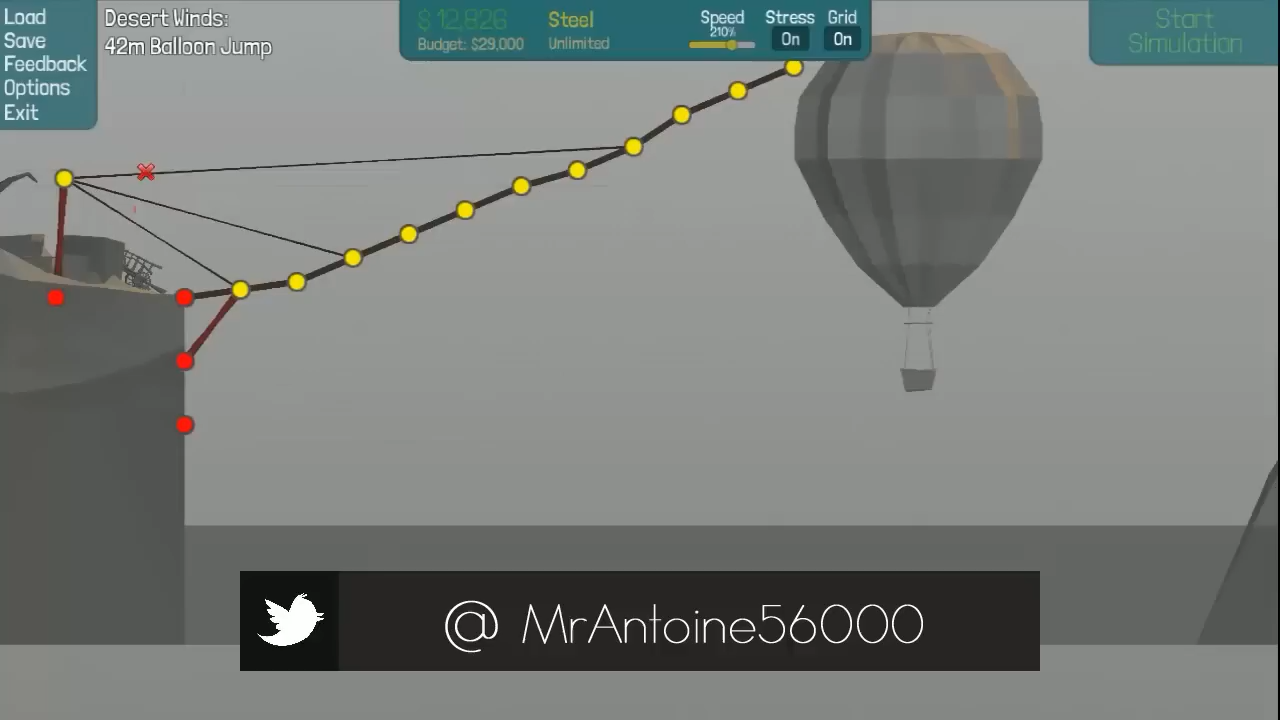 Load
Save
Feedback
Options
Exit
Desert Winds:
42m Balloon Jump
$ 12,826
Budget: $29,000
Steel
Unlimited
Speed
210%
Stress
On
Grid
On
Start
Simulation
@ MrAntoine56000